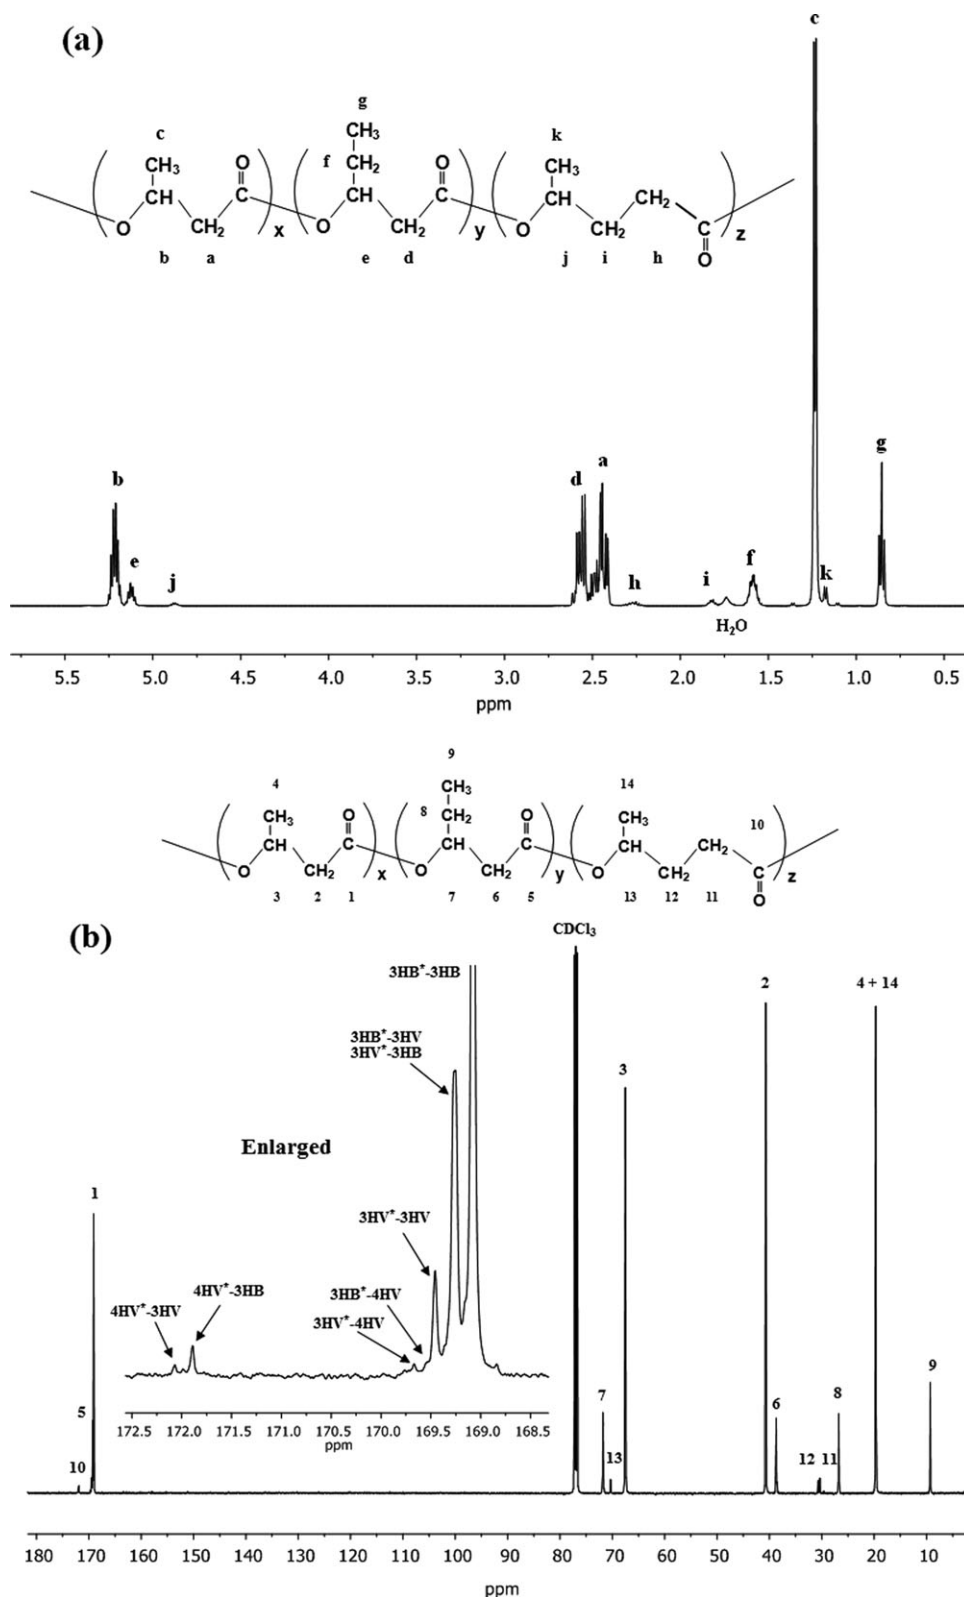 (a)
c
g
CH3
k
c
f
CH2
CH3
O
O
CH3
CH
CH
CH
CH2
C
C
O
CH2
x
O
CH2
y
O
CH2
C
z
O
b
a
e
d
j
i
h
b
e
j
d
a
h
i
f
k
g
H2O
5.5
5.0
4.5
4.0
3.5
3.0
2.5
2.0
1.5
1.0
0.5
ppm
9
CH3
4
8
CH2
14
10
CH3
O
O
CH3
CH
C
CH
C
CH
CH2
O
CH2
x
O
CH2
y
O
CH2
C
z
O
3
2
1
7
6
5
13
12
11
(b)
CDCl3
3HB*-3HB
2
4 + 14
3HB*-3HV
3HV*-3HB
3
Enlarged
1
3HV*-3HV
4HV*-3HB
3HB*-4HV
4HV*-3HV
3HV*-4HV
9
7
8
6
5
172.5
172.0
171.5
171.0
170.5
170.0
169.5
169.0
168.5
ppm
10
13
12
11
180
170
160
150
140
130
120
110
100
90
80
70
60
50
40
30
20
10
ppm